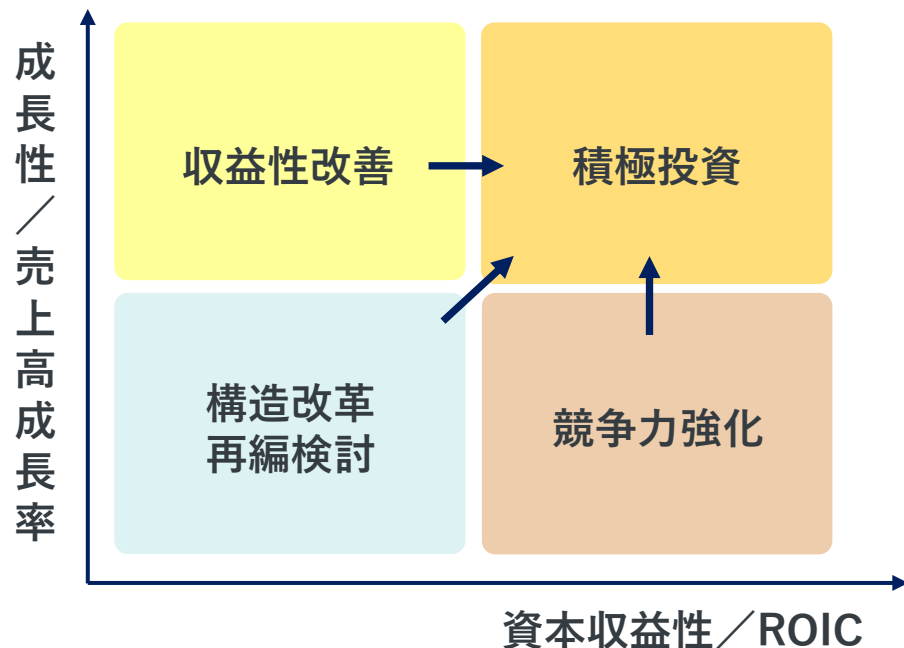 成長性／売上高成長率
収益性改善
積極投資
構造改革
再編検討
競争力強化
資本収益性／ROIC